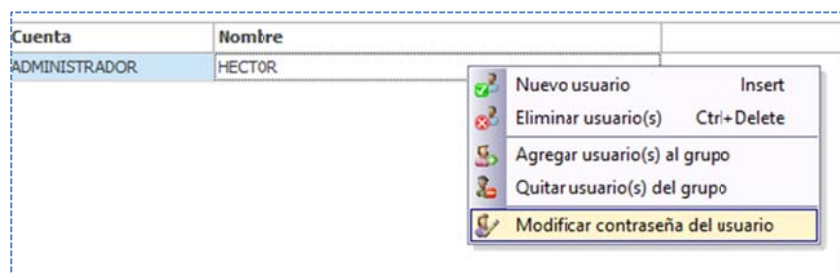 Cuenta Nombre
ADMINISTRADOR HECT0R
Nuevo usuario Insert
Eliminar usuario(s) Ctrl+Delete
Agregar usuario(s) al grupo
Quitar usuario(s) del grupo
Modificar contraseña del usuario